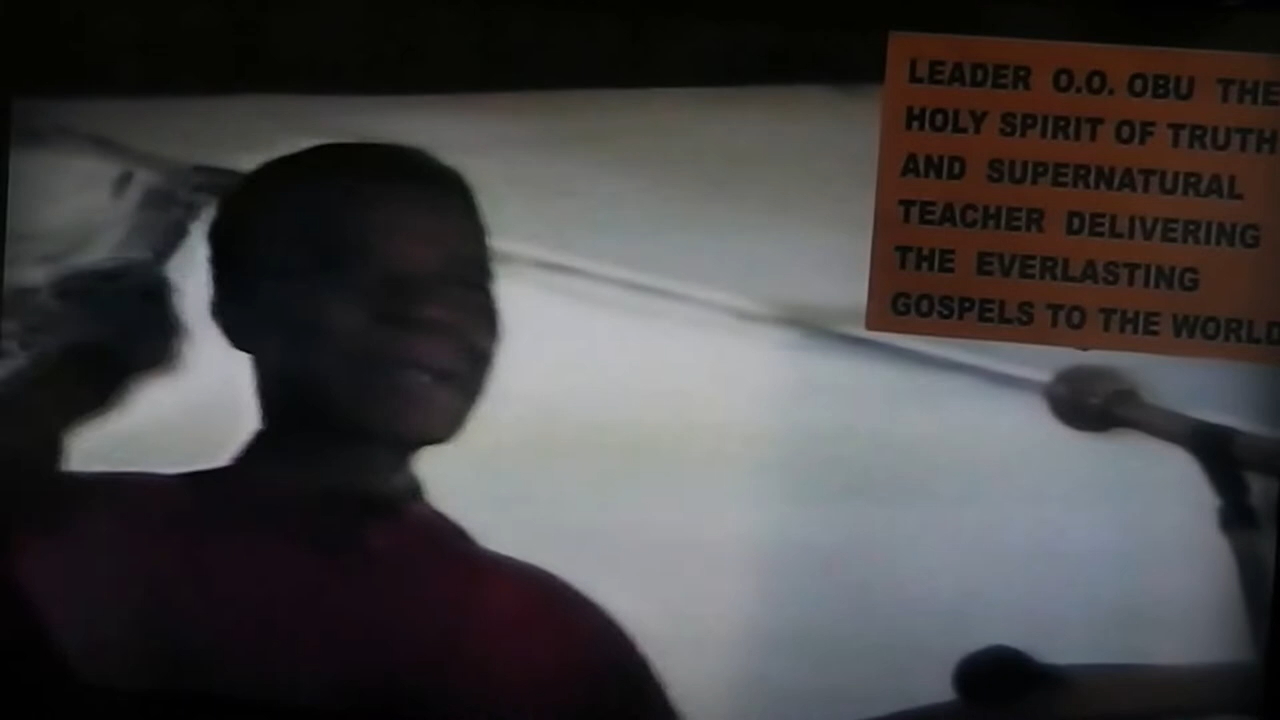 LEADER O.O. OBU THE
HOLY SPIRIT OF TRUTH
AND SUPERNATURAL
TEACHER DELIVERING
THE EVERLASTING
GOSPELS TO THE WORLD